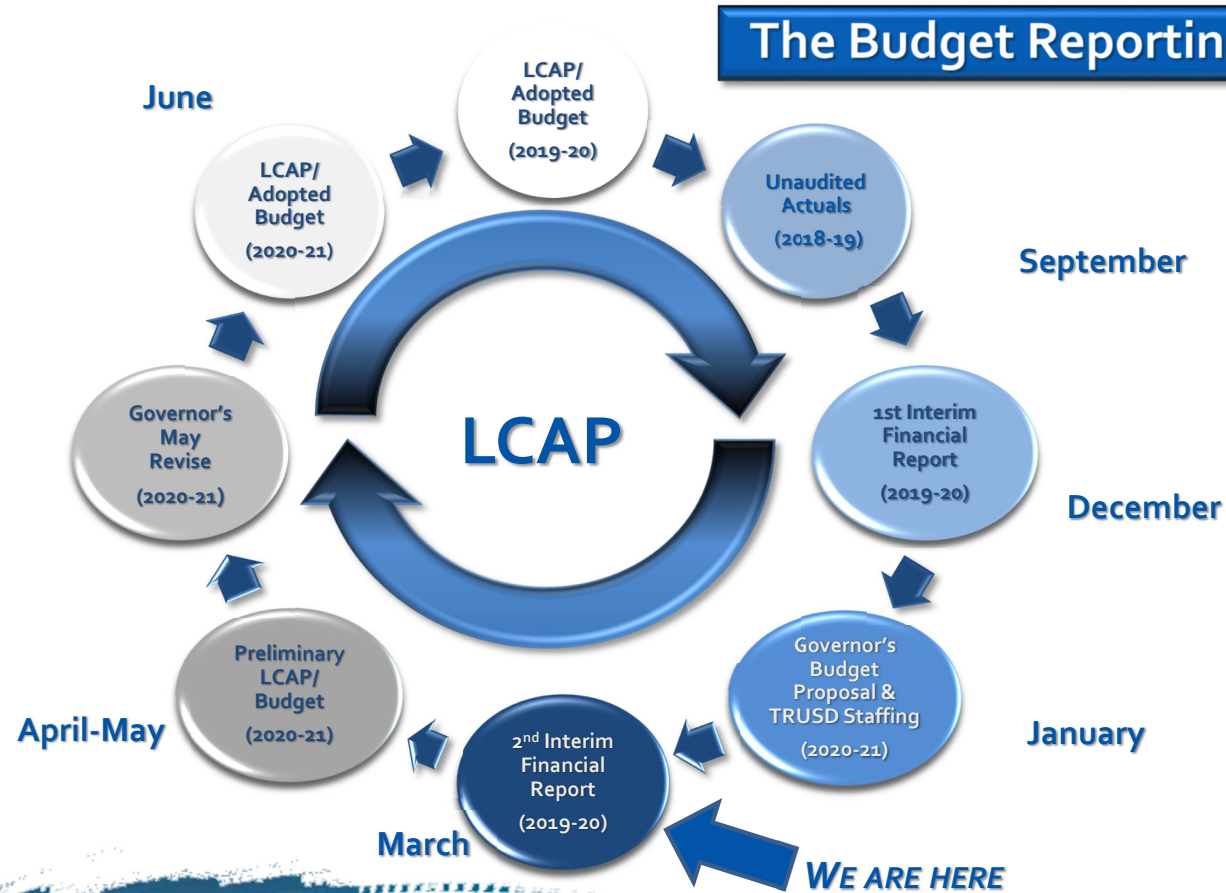 The Budget Reportin
June
LCAP/
Adopted
Budget
(2019-20)
LCAP/
Adopted
Budget
(2020-21)
Unaudited
Actuals
(2018-19)
September
Governor's
May
Revise
(2020-21)
LCAP
1st Interim
Financial
Report
(2019-20)
December
Preliminary
LCAP/
Budget
(2020-21)
Governor's
Budget
Proposal &
TRUSD Staffing
(2020-21)
April-May
January
2nd Interim
Financial
Report
(2019-20)
March
WE ARE HERE